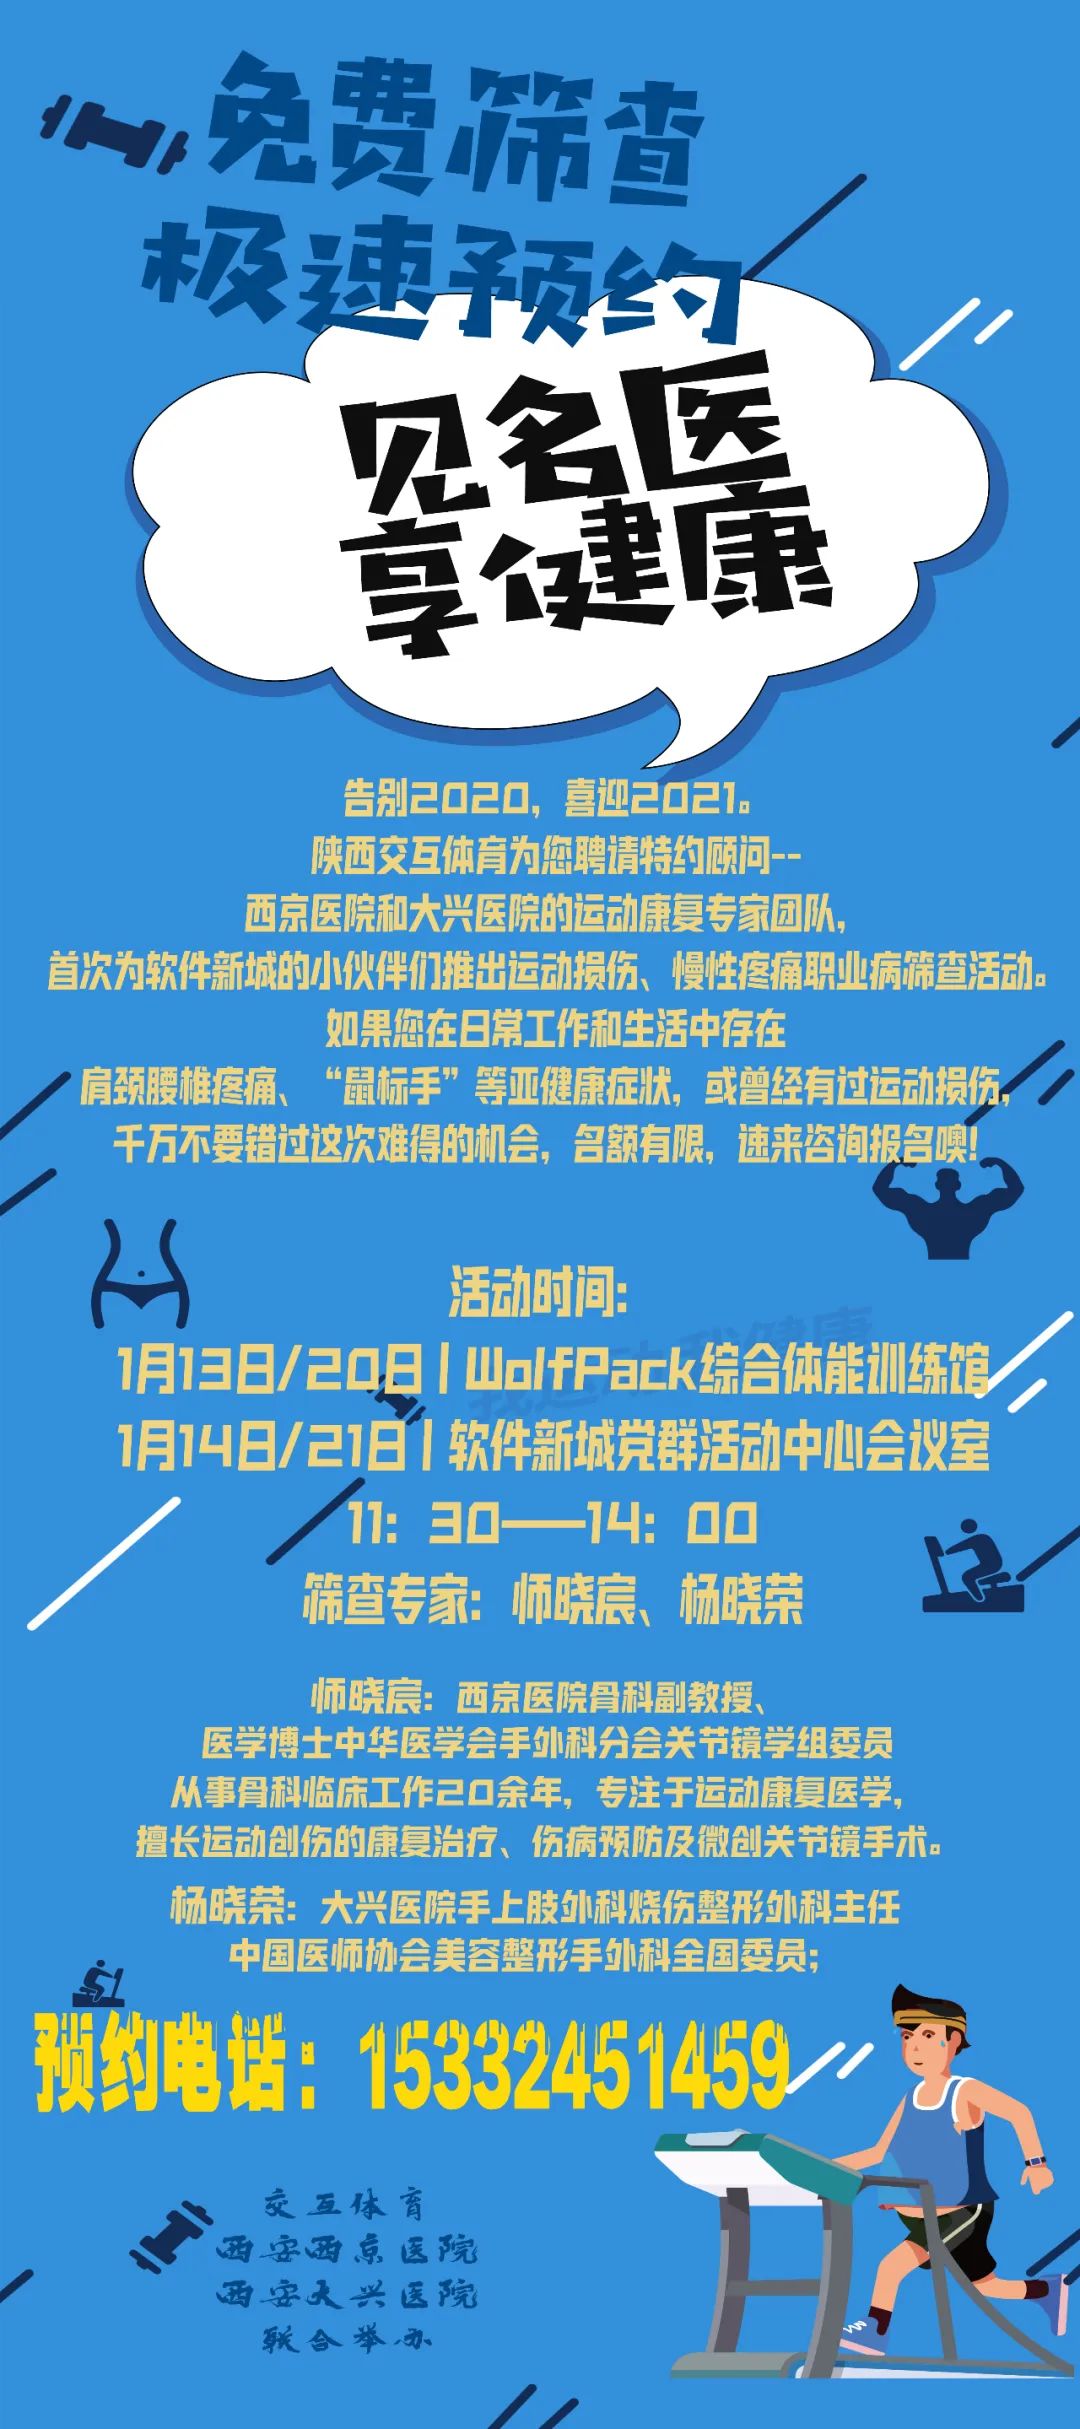 免费筛查
极速预约
见名医
享健康
告别2020，喜迎2021。
陕西交互体育为您聘请特约顾问--
西京医院和大兴医院的运动康复专家团队，
首次为软件新城的小伙伴们推出运动损伤、慢性疼痛职业病筛查活动。
如果您在日常工作和生活中存在
肩颈腰椎疼痛、“鼠标手”等亚健康症状，或曾经有过运动损伤，
千万不要错过这次难得的机会，名额有限，速来咨询报名噢!
活动时间:
我运动我健康
1月13日/20日|WolfPack综合体能训练馆
1月14日/21日|软件新城党群活动中心会议室
11：30——14：00
筛查专家：师晓宸、杨晓荣
师晓宸：西京医院骨科副教授、
医学博士中华医学会手外科分会关节镜学组委员
从事骨科临床工作20余年，专注于运动康复医学，
擅长运动创伤的康复治疗、伤病预防及微创关节镜手术。
杨晓荣：大兴医院手上肢外科烧伤整形外科主任
中国医师协会美容整形手外科全国委员；
预约电话：15332451459
交互体育
西安西京医院
西安大兴医院
联合举办